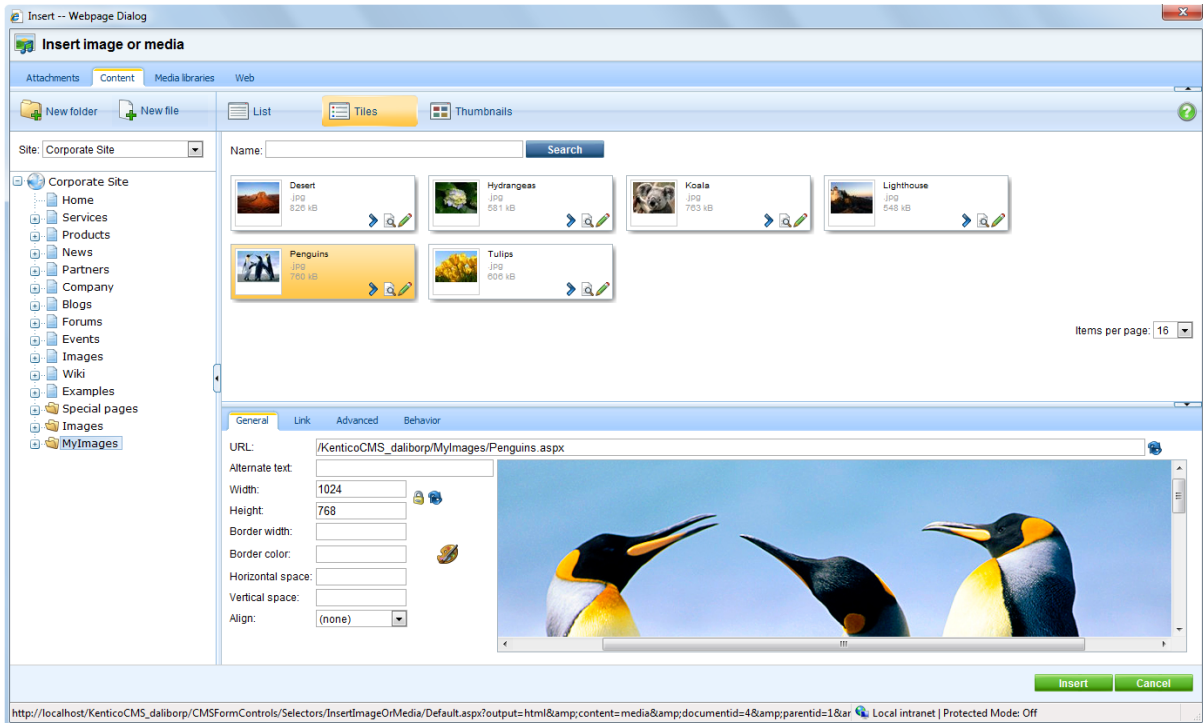 Insert -- Webpage Dialog
Insert image or media
Attachments Content Media libraries Web
New folder New file List Tiles Thumbnails
Site: Corporate Site
Name: Search
Corporate Site
Home
Services
Products
News
Partners
Company
Blogs
Forums
Events
Images
Wiki
Examples
Special pages
Images
MyImages
Desert
.jpg
826 kB
Hydrangeas
.jpg
581 kB
Koala
.jpg
763 kB
Lighthouse
.jpg
548 kB
Penguins
.jpg
760 kB
Tulips
.jpg
606 kB
Items per page: 16
General Link Advanced Behavior
URL: /KenticoCMS_daliborp/MyImages/Penguins.aspx
Alternate text:
Width: 1024
Height: 768
Border width:
Border color:
Horizontal space:
Vertical space:
Align: (none)
Insert Cancel
http://localhost/KenticoCMS_daliborp/CMSFormControls/Selectors/InsertImageOrMedia/Default.aspx?output=html&amp;content=media&amp;documentid=4&amp;parentid=1&ar Local intranet | Protected Mode: Off